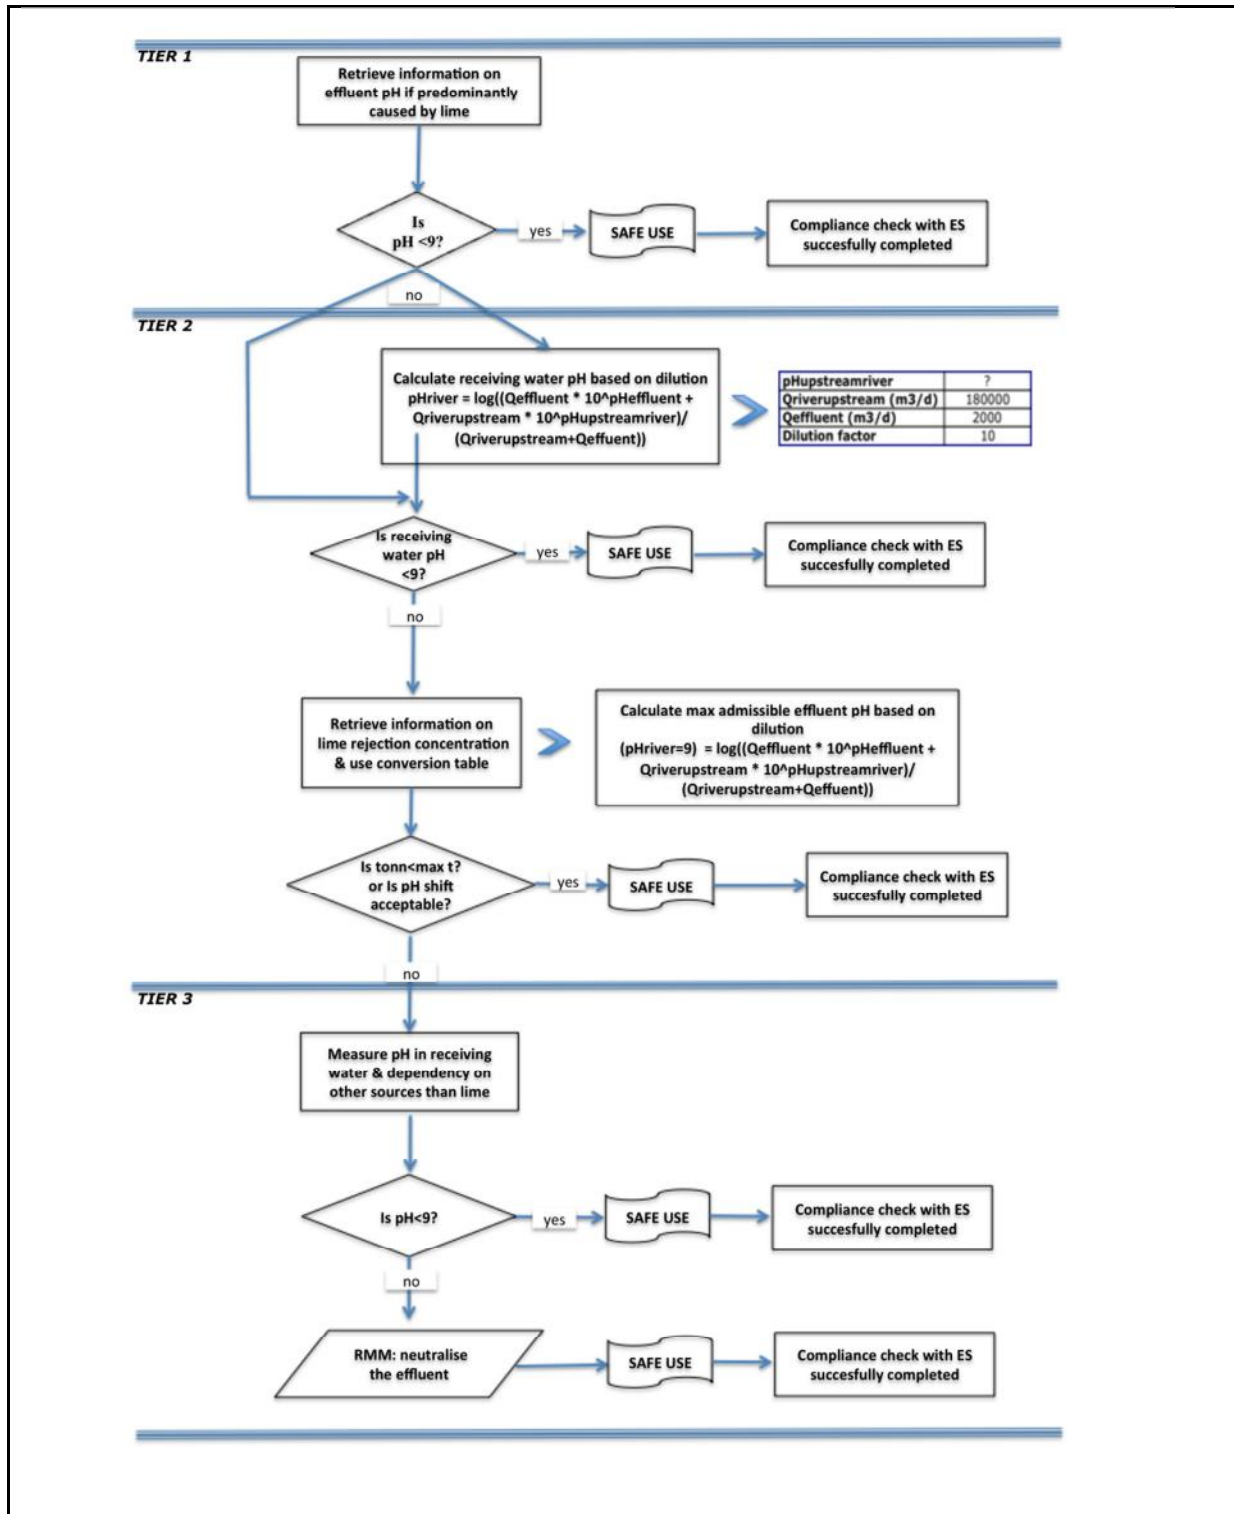 TIER 1
Retrieve information on
effluent pH if predominantly
caused by lime
Is
pH <9?
yes
SAFE USE
Compliance check with ES
succesfully completed
no
TIER 2
Calculate receiving water pH based on dilution
pHriver = log((Qeffluent * 10^pHeffluent +
Qriverupstream * 10^pHupstreamriver)/
(Qriverupstream+Qeffuent))
pHupstreamriver ?
Qriverupstream (m3/d) 180000
Qeffluent (m3/d) 2000
Dilution factor 10
Is receiving
water pH
<9?
yes
SAFE USE
Compliance check with ES
succesfully completed
no
Retrieve information on
lime rejection concentration
& use conversion table
Calculate max admissible effluent pH based on
dilution
(pHriver=9) = log((Qeffluent * 10^pHeffluent +
Qriverupstream * 10^pHupstreamriver)/
(Qriverupstream+Qeffuent))
Is tonn<max t?
or Is pH shift
acceptable?
yes
SAFE USE
Compliance check with ES
succesfully completed
no
TIER 3
Measure pH in receiving
water & dependency on
other sources than lime
Is pH<9?
yes
SAFE USE
Compliance check with ES
succesfully completed
no
RMM: neutralise
the effluent
SAFE USE
Compliance check with ES
succesfully completed